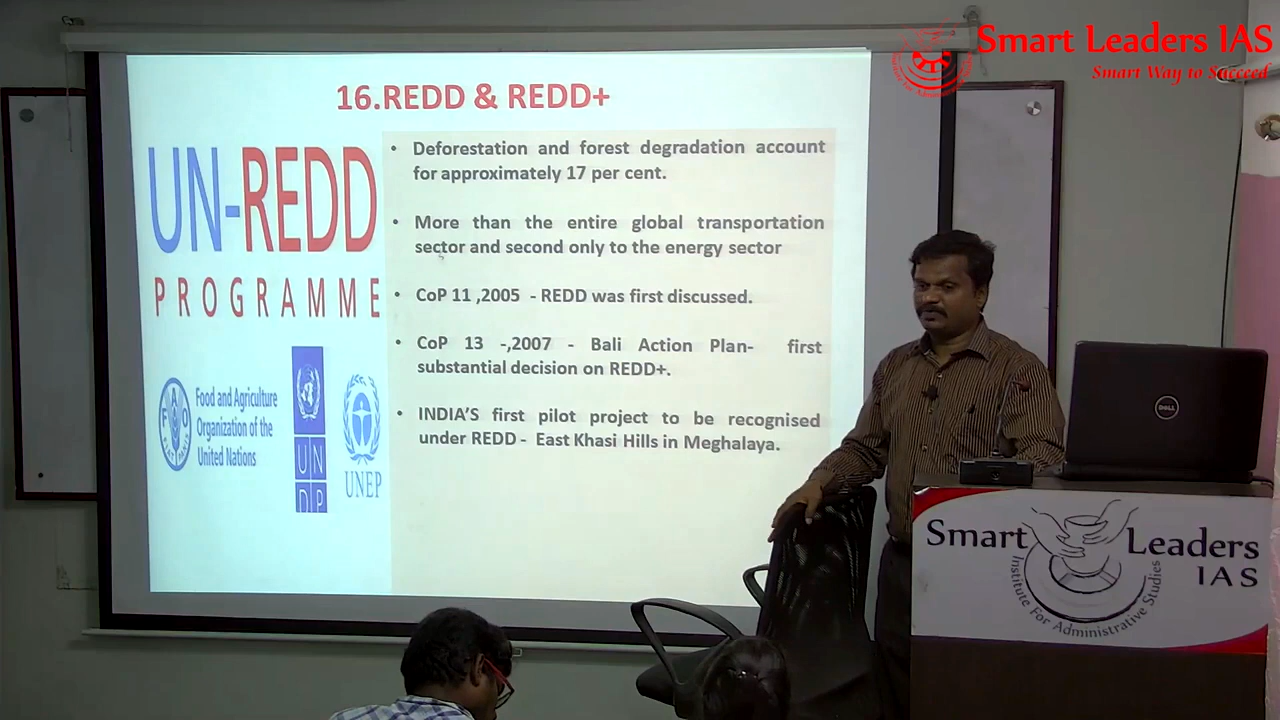 Smart Leaders IAS
Smart Way to Succeed
16.REDD & REDD+
UN-REDD
PROGRAMME
Food and Agriculture
Organization of the
United Nations
FAO
FIAT PANIS
UN
DP
UNEP
• Deforestation and forest degradation account
for approximately 17 per cent.
• More than the entire global transportation
sector and second only to the energy sector
• CoP 11 ,2005 - REDD was first discussed.
• CoP 13 -,2007 - Bali Action Plan- first
substantial decision on REDD+.
• INDIA'S first pilot project to be recognised
under REDD - East Khasi Hills in Meghalaya.
DELL
Smart Leaders
IAS
Institute For Administrative Studies